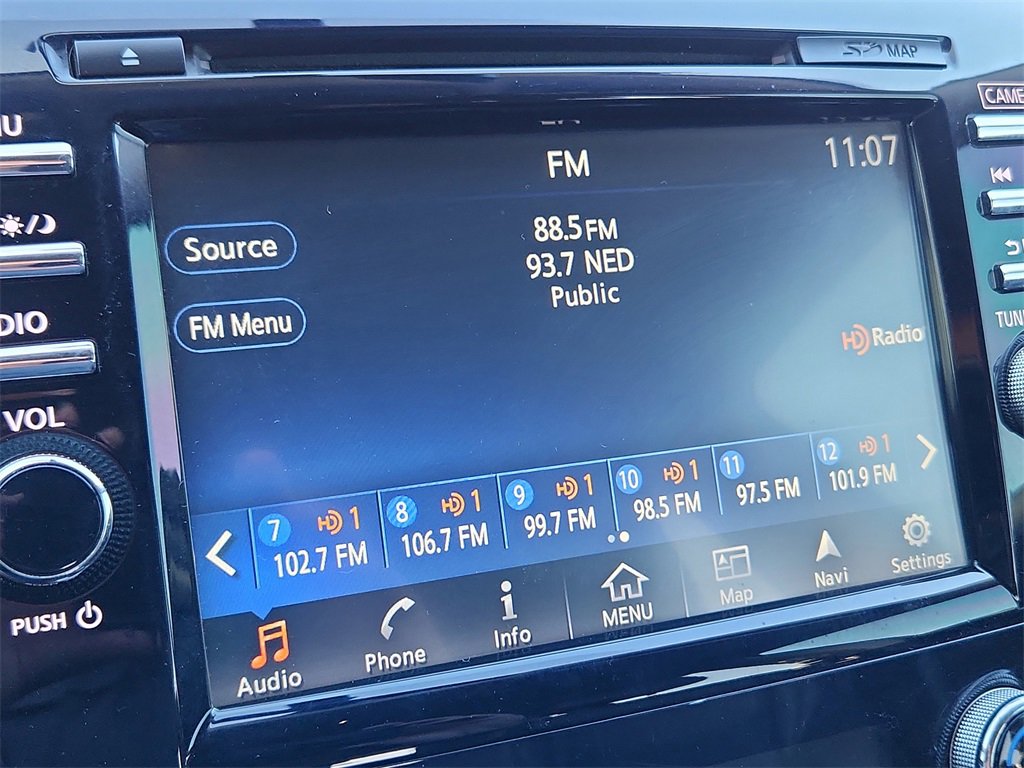 MAP
CAME
FM
11:07
Source
88.5 FM
93.7 NED
Public
FM Menu
HD Radio
DIO
VOL
TUN
7 HD 1
102.7 FM
8 HD 1
106.7 FM
9 HD 1
99.7 FM
10 HD 1
98.5 FM
11
97.5 FM
12 HD 1
101.9 FM
PUSH
Audio
Phone
Info
MENU
Map
Navi
Settings